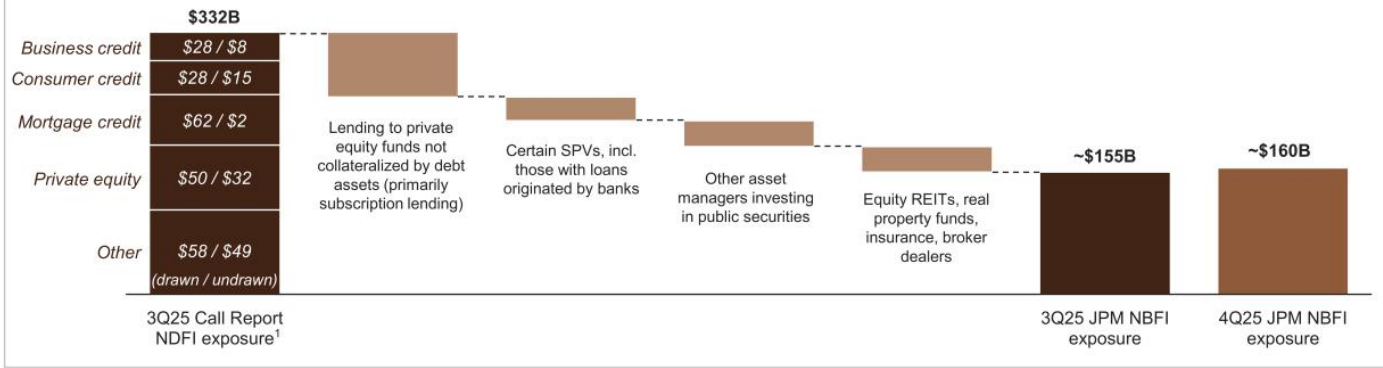 $332B
Business credit
$28 / $8
Consumer credit
$28 / $15
Mortgage credit
$62 / $2
Private equity
$50 / $32
Other
$58 / $49
(drawn / undrawn)
3Q25 Call Report
NDFI exposure1
Lending to private
equity funds not
collateralized by debt
assets (primarily
subscription lending)
Certain SPVs, incl.
those with loans
originated by banks
Other asset
managers investing
in public securities
Equity REITs, real
property funds,
insurance, broker
dealers
~$155B
3Q25 JPM NBFI
exposure
~$160B
4Q25 JPM NBFI
exposure